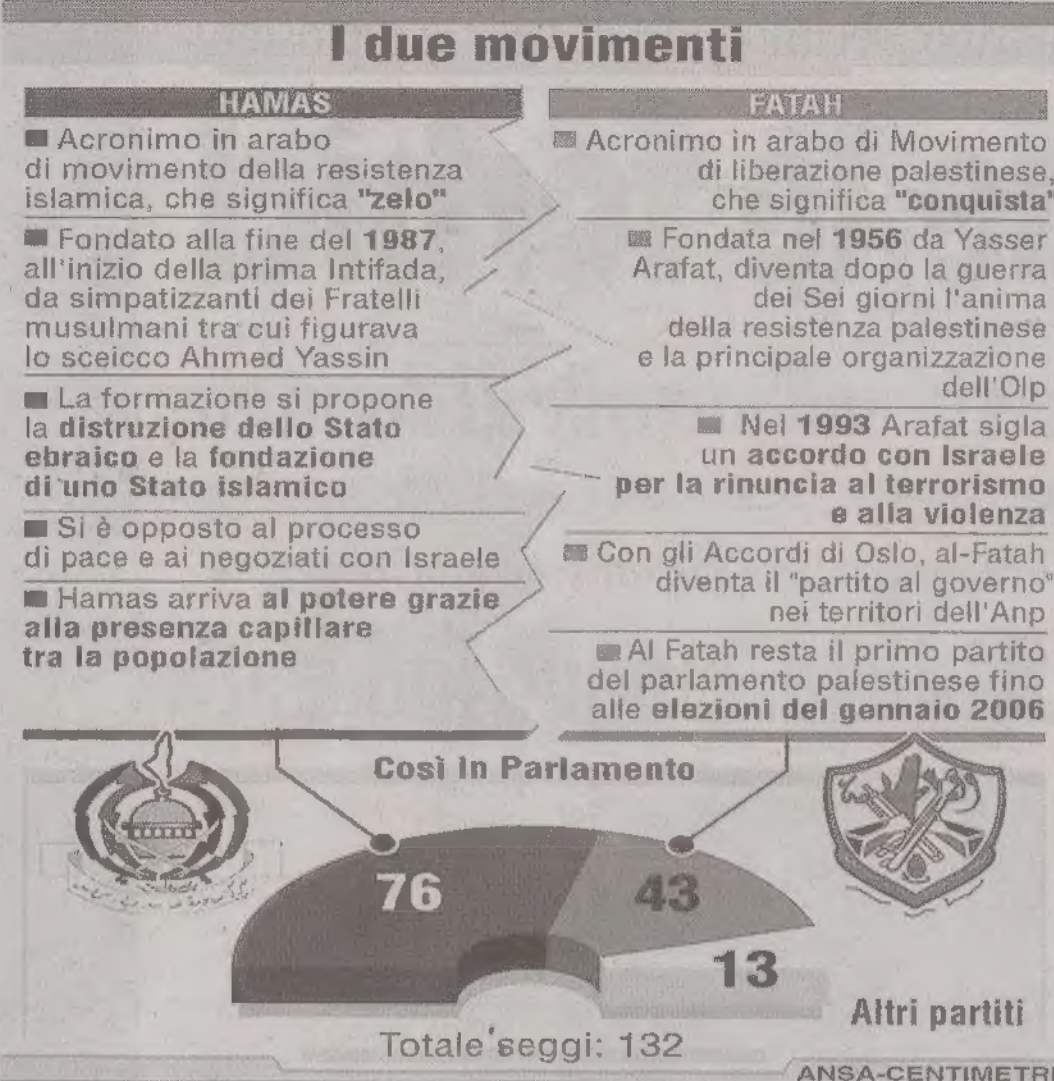 I due movimenti
HAMAS
■ Acronimo in arabo
di movimento della resistenza
islamica, che significa "zelo"
■ Fondato alla fine del 1987,
all'inizio della prima Intifada,
da simpatizzanti dei Fratelli
musulmani tra cui figurava
lo sceicco Ahmed Yassin
■ La formazione si propone
la distruzione dello Stato
ebraico e la fondazione
di uno Stato islamico
■ Si è opposto al processo
di pace e ai negoziati con Israele
■ Hamas arriva al potere grazie
alla presenza capillare
tra la popolazione
FATAH
■ Acronimo in arabo di Movimento
di liberazione palestinese,
che significa "conquista"
■ Fondata nel 1956 da Yasser
Arafat, diventa dopo la guerra
dei Sei giorni l'anima
della resistenza palestinese
e la principale organizzazione
dell'Olp
■ Nel 1993 Arafat sigla
un accordo con Israele
per la rinuncia al terrorismo
e alla violenza
■ Con gli Accordi di Oslo, al-Fatah
diventa il "partito al governo"
nei territori dell'Anp
■ Al Fatah resta il primo partito
del parlamento palestinese fino
alle elezioni del gennaio 2006
Così in Parlamento
76
43
13
Altri partiti
Totale seggi: 132
ANSA-CENTIMETRI